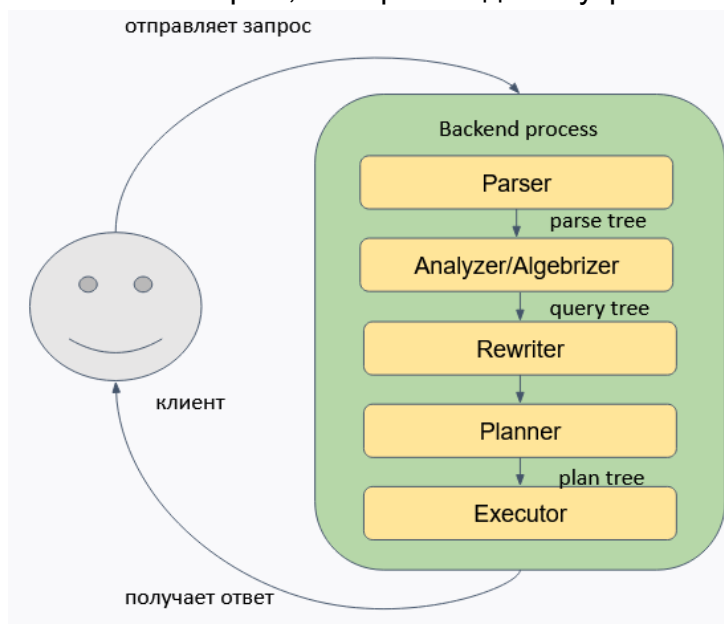 отправляет запрос
Backend process
Parser
parse tree
Analyzer/Algebrizer
query tree
Rewriter
Planner
plan tree
Executor
клиент
получает ответ